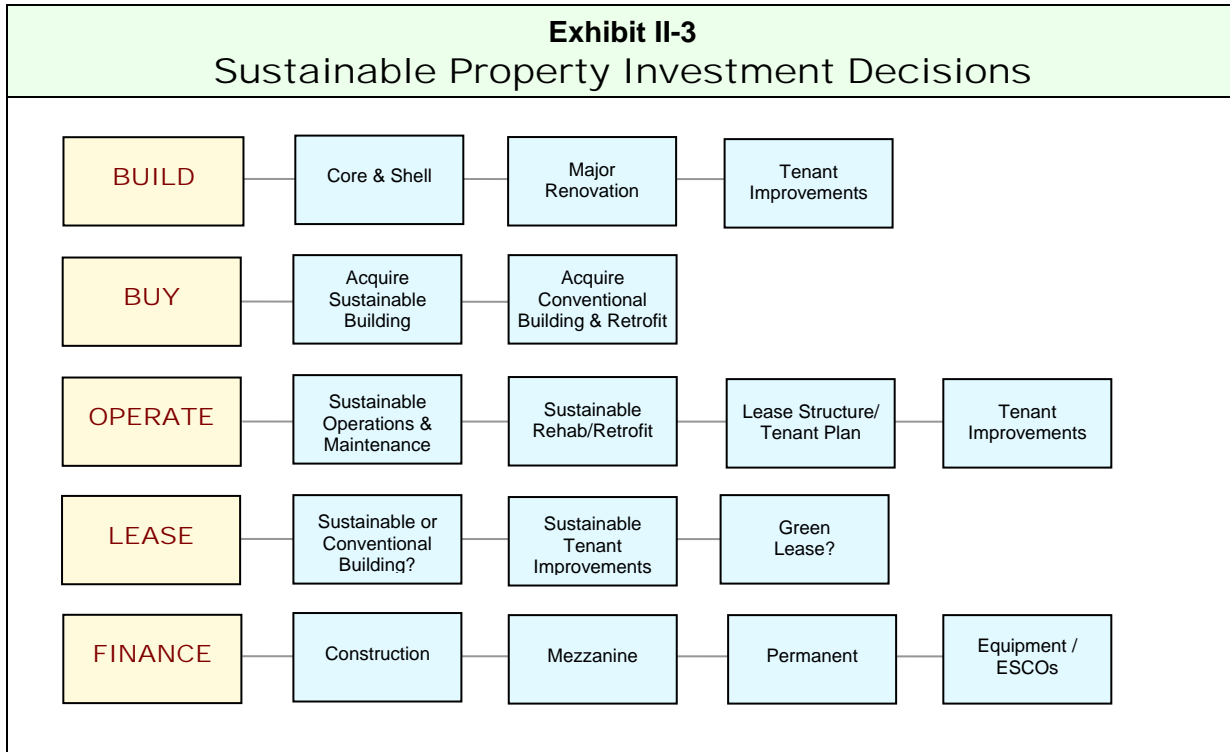 Exhibit II-3
Sustainable Property Investment Decisions
BUILD
Core & Shell
Major
Renovation
Tenant
Improvements
BUY
Acquire
Sustainable
Building
Acquire
Conventional
Building & Retrofit
OPERATE
Sustainable
Operations &
Maintenance
Sustainable
Rehab/Retrofit
Lease Structure/
Tenant Plan
Tenant
Improvements
LEASE
Sustainable or
Conventional
Building?
Sustainable
Tenant
Improvements
Green
Lease?
FINANCE
Construction
Mezzanine
Permanent
Equipment /
ESCOs